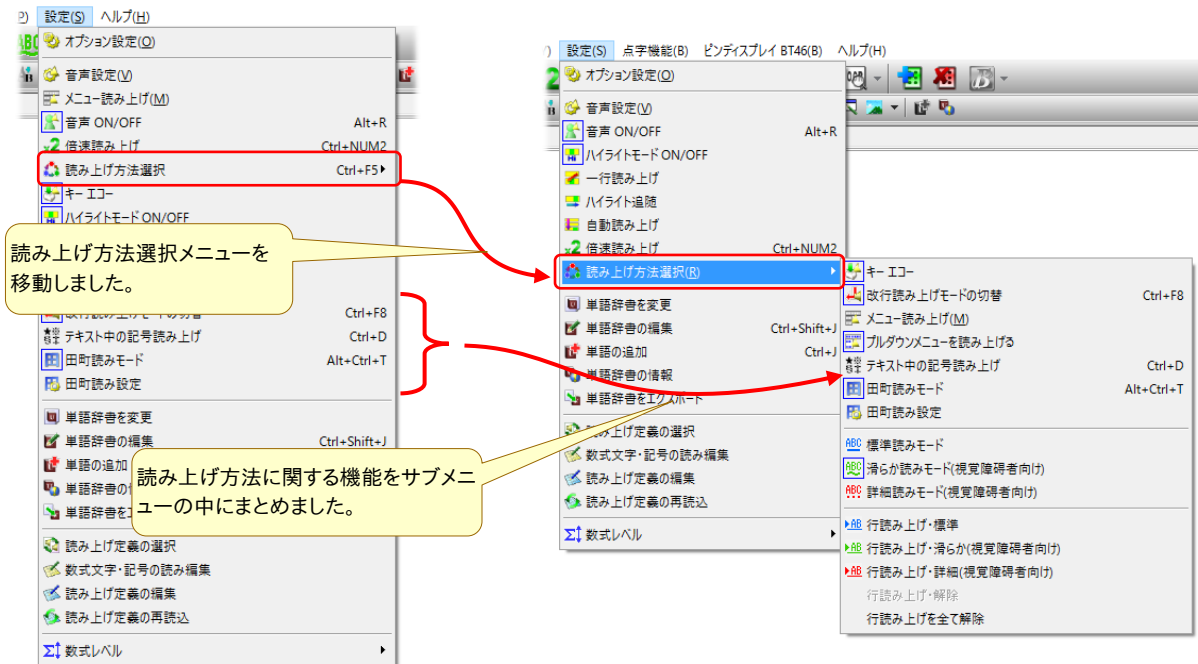 設定(S) ヘルプ(H)
オプション設定(O)
音声設定(V)
メニュー読み上げ(M)
音声 ON/OFF Alt+R
倍速読み上げ Ctrl+NUM2
読み上げ方法選択 Ctrl+F5
キー エコー
ハイライトモード ON/OFF
読み上げ方法選択メニューを
移動しました。
改行読み上げモードの切替 Ctrl+F8
テキスト中の記号読み上げ Ctrl+D
田町読みモード Alt+Ctrl+T
田町読み設定
単語辞書を変更
単語辞書の編集 Ctrl+Shift+J
単語の追加
単語辞書の
単語辞書を
読み上げ定義の選択
数式文字・記号の読み編集
読み上げ定義の編集
読み上げ定義の再読込
数式レベル
設定(S) 点字機能(B) ピンディスプレイ BT46(B) ヘルプ(H)
オプション設定(O)
音声設定(V)
音声 ON/OFF Alt+R
ハイライトモード ON/OFF
一行読み上げ
ハイライト追随
自動読み上げ
倍速読み上げ Ctrl+NUM2
読み上げ方法選択(R)
単語辞書を変更
単語辞書の編集 Ctrl+Shift+J
単語の追加 Ctrl+J
単語辞書の情報
単語辞書をエクスポート
読み上げ定義の選択
数式文字・記号の読み編集
読み上げ定義の編集
読み上げ定義の再読込
数式レベル
読み上げ方法に関する機能をサブメニ
ューの中にまとめました。
キー エコー
改行読み上げモードの切替 Ctrl+F8
メニュー読み上げ(M)
プルダウンメニューを読み上げる
テキスト中の記号読み上げ Ctrl+D
田町読みモード Alt+Ctrl+T
田町読み設定
標準読みモード
滑らか読みモード(視覚障碍者向け)
詳細読みモード(視覚障碍者向け)
行読み上げ・標準
行読み上げ・滑らか(視覚障碍者向け)
行読み上げ・詳細(視覚障碍者向け)
行読み上げ・解除
行読み上げを全て解除